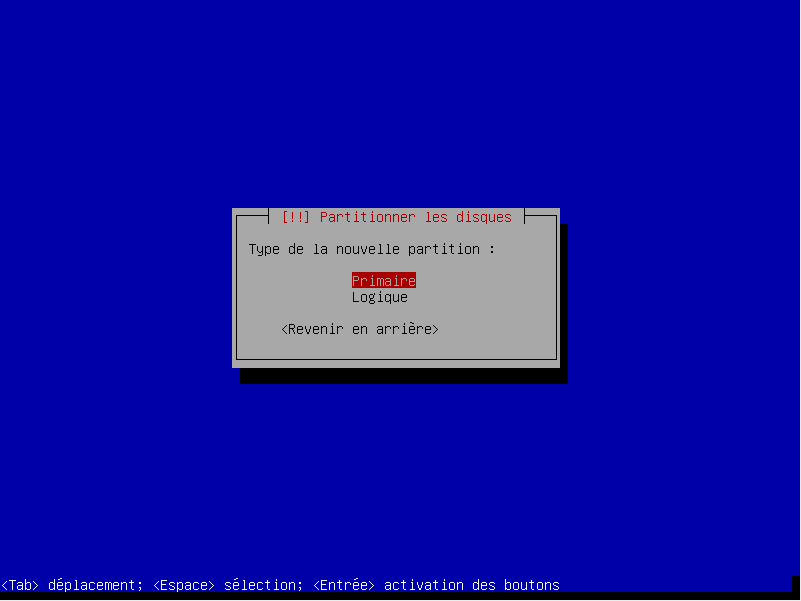 [!!] Partitionner les disques
Type de la nouvelle partition :
Primaire
Logique
<Revenir en arrière>
<Tab> déplacement; <Espace> sélection; <Entrée> activation des boutons